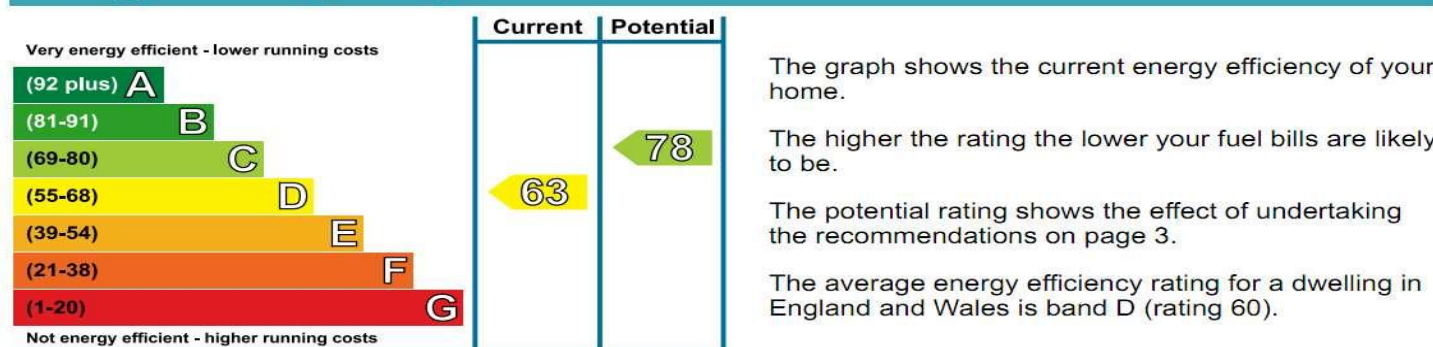 Current Potential
Very energy efficient - lower running costs
(92 plus) A
(81-91) B
(69-80) C
(55-68) D
(39-54) E
(21-38) F
(1-20) G
Not energy efficient - higher running costs
78
63
The graph shows the current energy efficiency of your
home.
The higher the rating the lower your fuel bills are likely
to be.
The potential rating shows the effect of undertaking
the recommendations on page 3.
The average energy efficiency rating for a dwelling in
England and Wales is band D (rating 60).